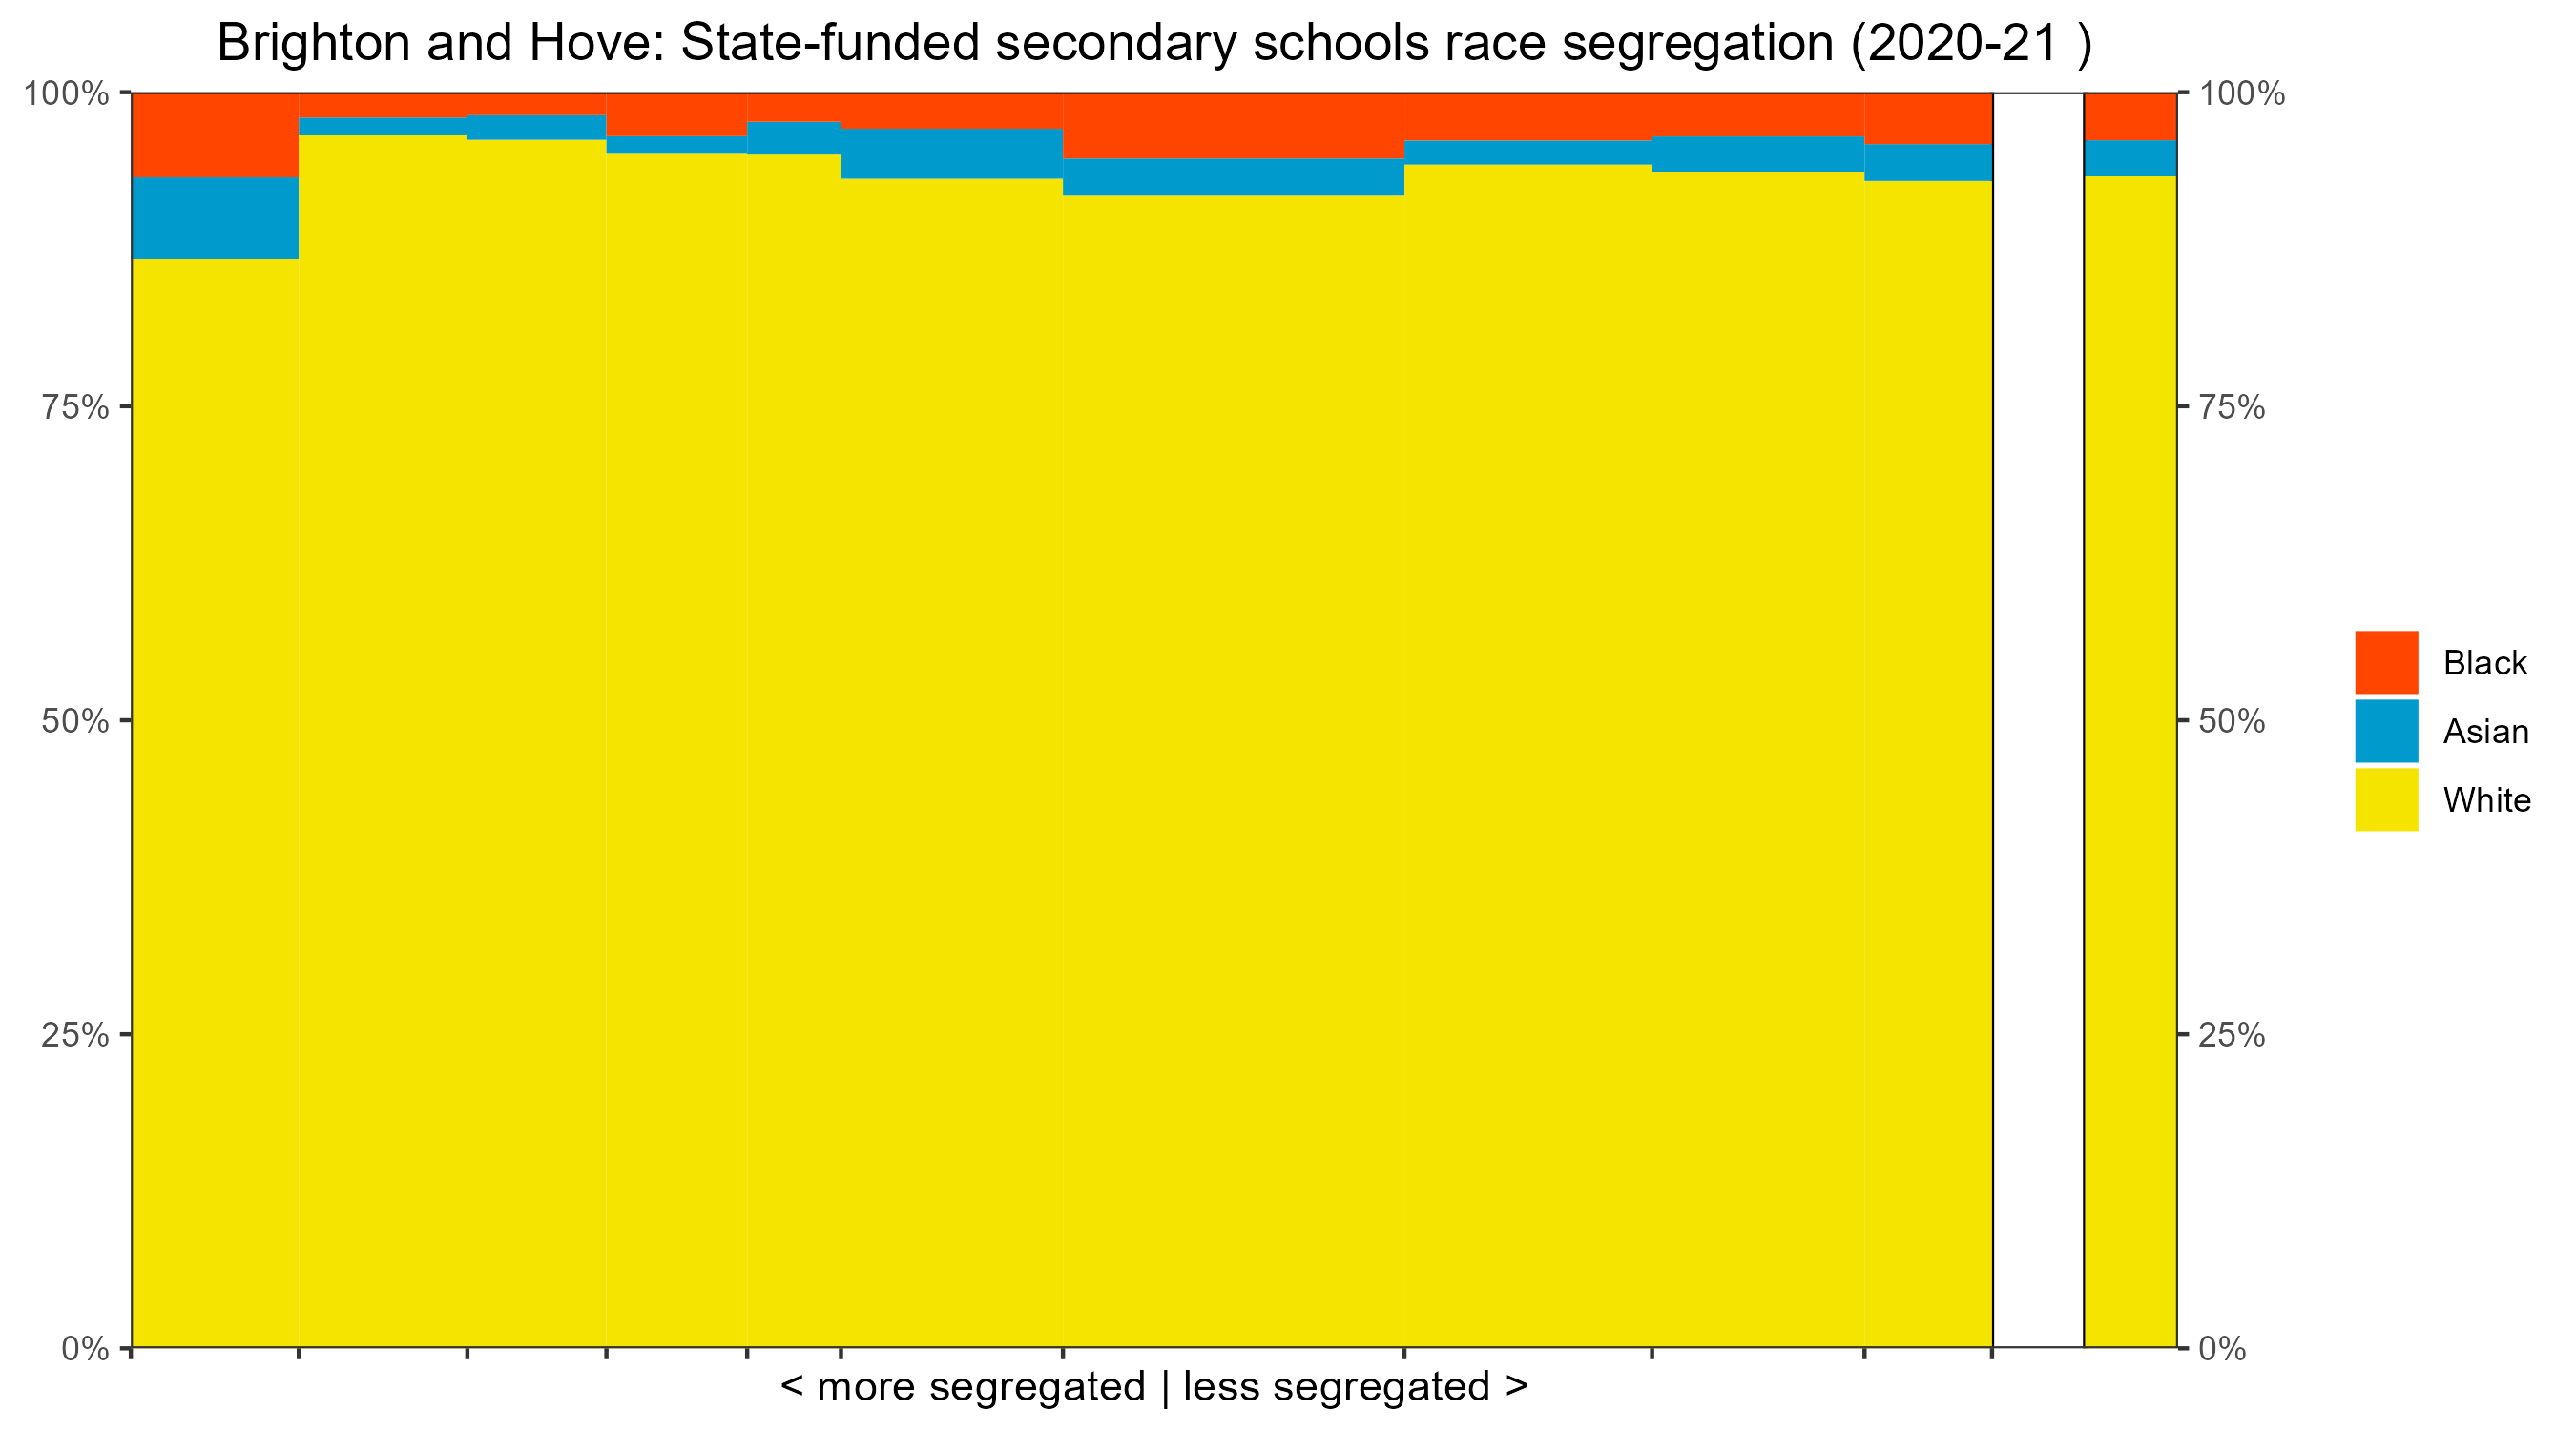 Brighton and Hove: State-funded secondary schools race segregation (2020-21 )
100%
100%
75%
75%
50%
50%
25%
25%
0%
0%
Black
Asian
White
< more segregated | less segregated >